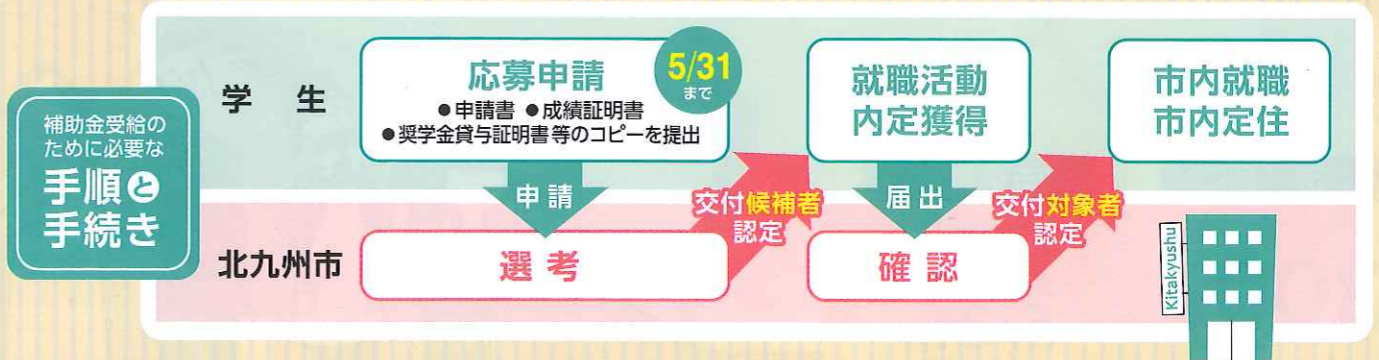 補助金受給の
ために必要な
手順と
手続き
学生
応募申請
5/31
まで
●申請書 ●成績証明書
●奨学金貸与証明書等のコピーを提出
就職活動
内定獲得
市内就職
市内定住
申請
交付候補者
認定
届出
交付対象者
認定
北九州市
選考
確認
Kitakyushu